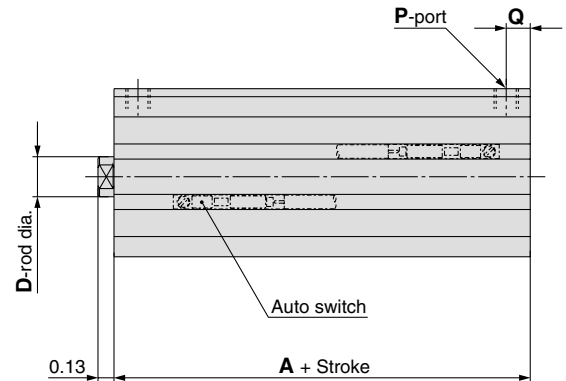 P-port
Q
D-rod dia.
Auto switch
0.13
A + Stroke